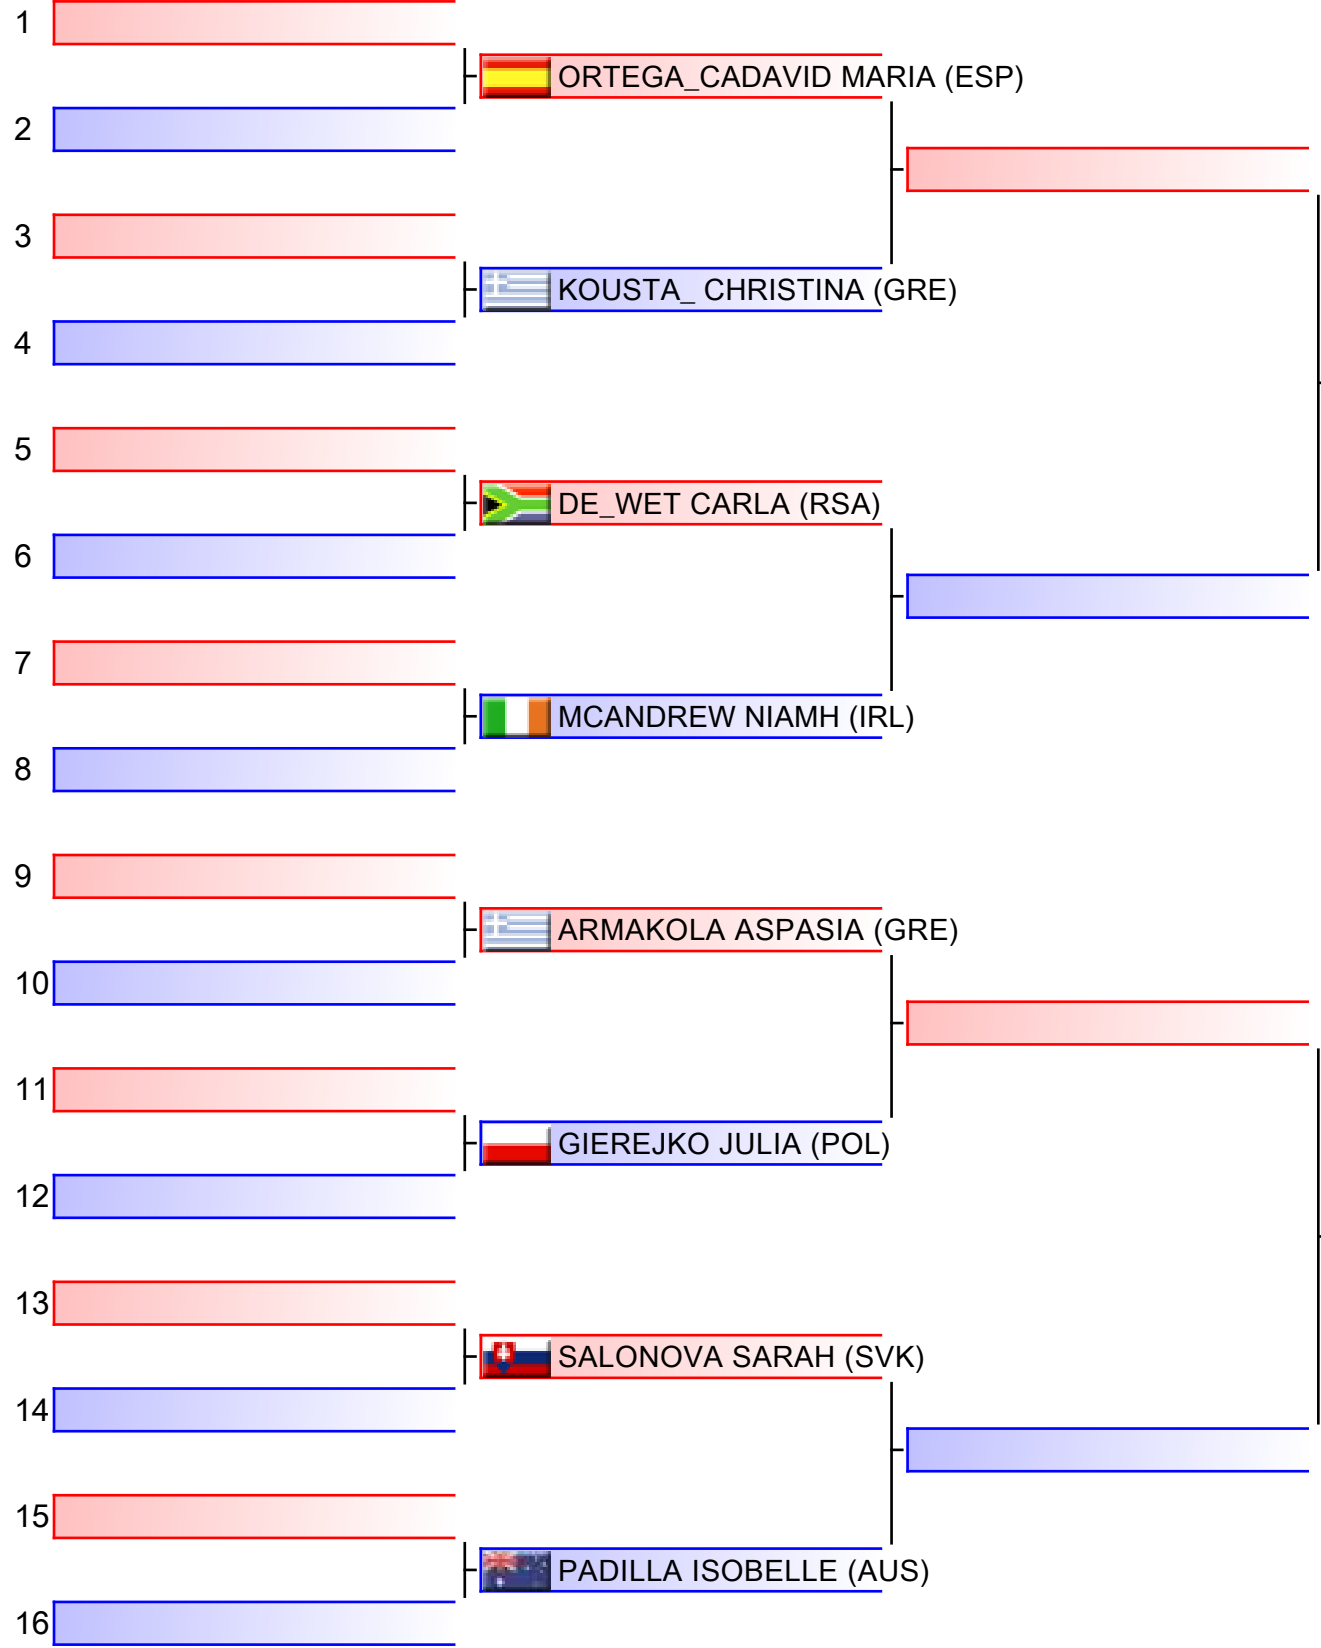 1
ORTEGA_CADAVID MARIA (ESP)
2
3
KOUSTA_ CHRISTINA (GRE)
4
5
DE_WET CARLA (RSA)
6
7
MCANDREW NIAMH (IRL)
8
9
ARMAKOLA ASPASIA (GRE)
10
11
GIEREJKO JULIA (POL)
12
13
SALONOVA SARAH (SVK)
14
15
PADILLA ISOBELLE (AUS)
16